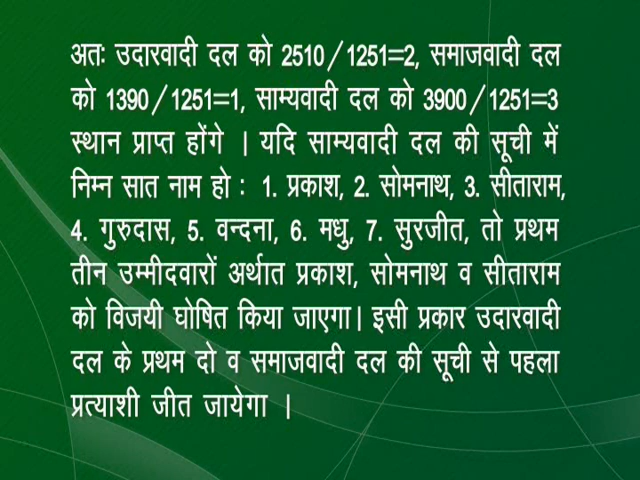 अतः उदारवादी दल को 2510/1251=2, समाजवादी दल
को 1390/1251=1, साम्यवादी दल को 3900/1251=3
स्थान प्राप्त होंगे । यदि साम्यवादी दल की सूची में
निम्न सात नाम हो : 1. प्रकाश, 2. सोमनाथ, 3. सीताराम,
4. गुरुदास, 5. वन्दना, 6. मधु, 7. सुरजीत, तो प्रथम
तीन उम्मीदवारों अर्थात प्रकाश, सोमनाथ व सीताराम
को विजयी घोषित किया जाएगा। इसी प्रकार उदारवादी
दल के प्रथम दो व समाजवादी दल की सूची से पहला
प्रत्याशी जीत जायेगा ।